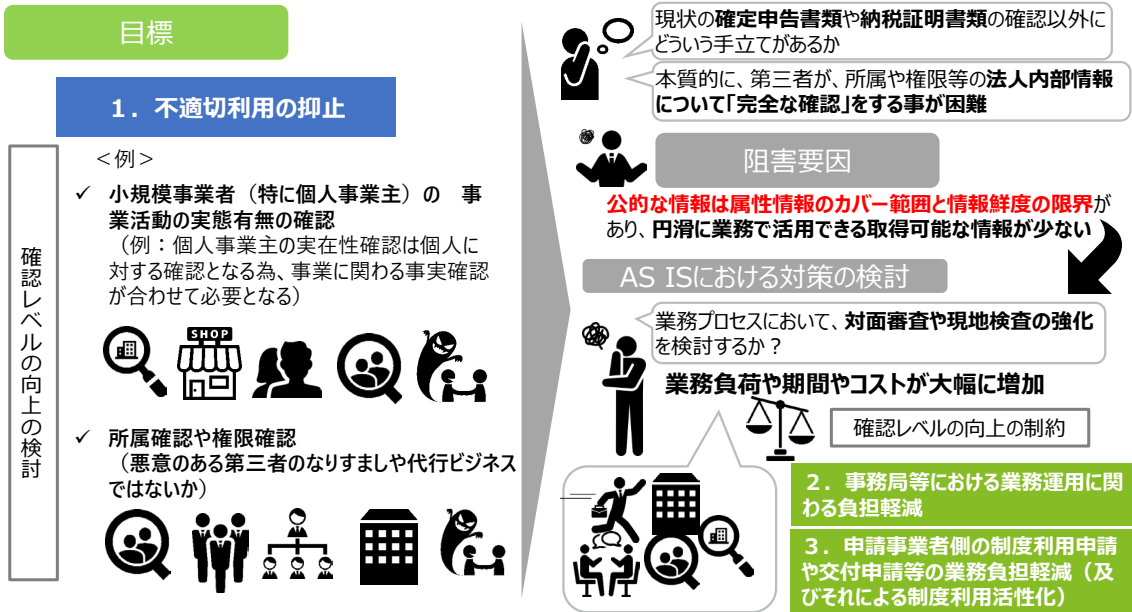 目標
1．不適切利用の抑止
確認レベルの向上の検討
＜例＞
✓ 小規模事業者（特に個人事業主）の　事
業活動の実態有無の確認
（例：個人事業主の実在性確認は個人に
対する確認となる為、事業に関わる事実確認
が合わせて必要となる）
SHOP
✓ 所属確認や権限確認
（悪意のある第三者のなりすましや代行ビジネス
ではないか）
現状の確定申告書類や納税証明書類の確認以外に
どういう手立てがあるか
本質的に、第三者が、所属や権限等の法人内部情報
について「完全な確認」をする事が困難
阻害要因
公的な情報は属性情報のカバー範囲と情報鮮度の限界が
あり、円滑に業務で活用できる取得可能な情報が少ない
AS ISにおける対策の検討
業務プロセスにおいて、対面審査や現地検査の強化
を検討するか？
業務負荷や期間やコストが大幅に増加
確認レベルの向上の制約
2．事務局等における業務運用に関
わる負担軽減
3．申請事業者側の制度利用申請
や交付申請等の業務負担軽減（及
びそれによる制度利用活性化）